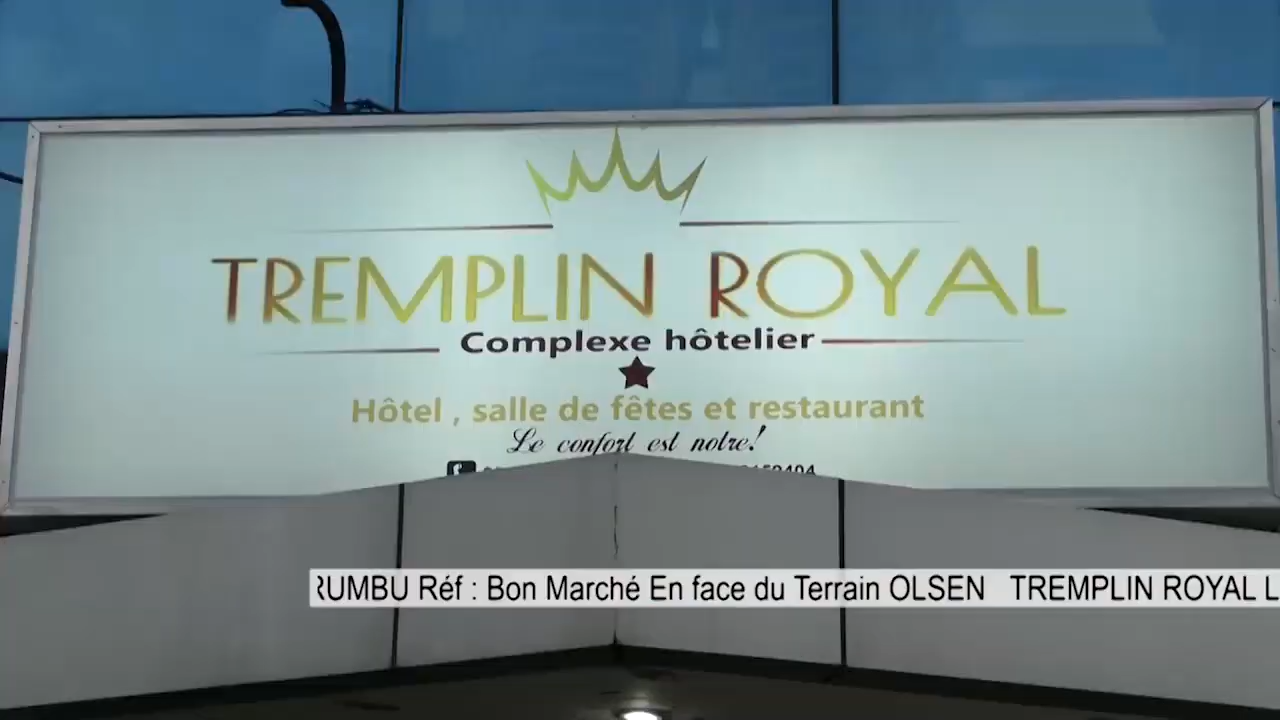 TREMPLIN ROYAL
Complexe hôtelier
Hôtel , salle de fêtes et restaurant
Le confort est notre!
RUMBU Réf : Bon Marché En face du Terrain OLSEN TREMPLIN ROYAL L